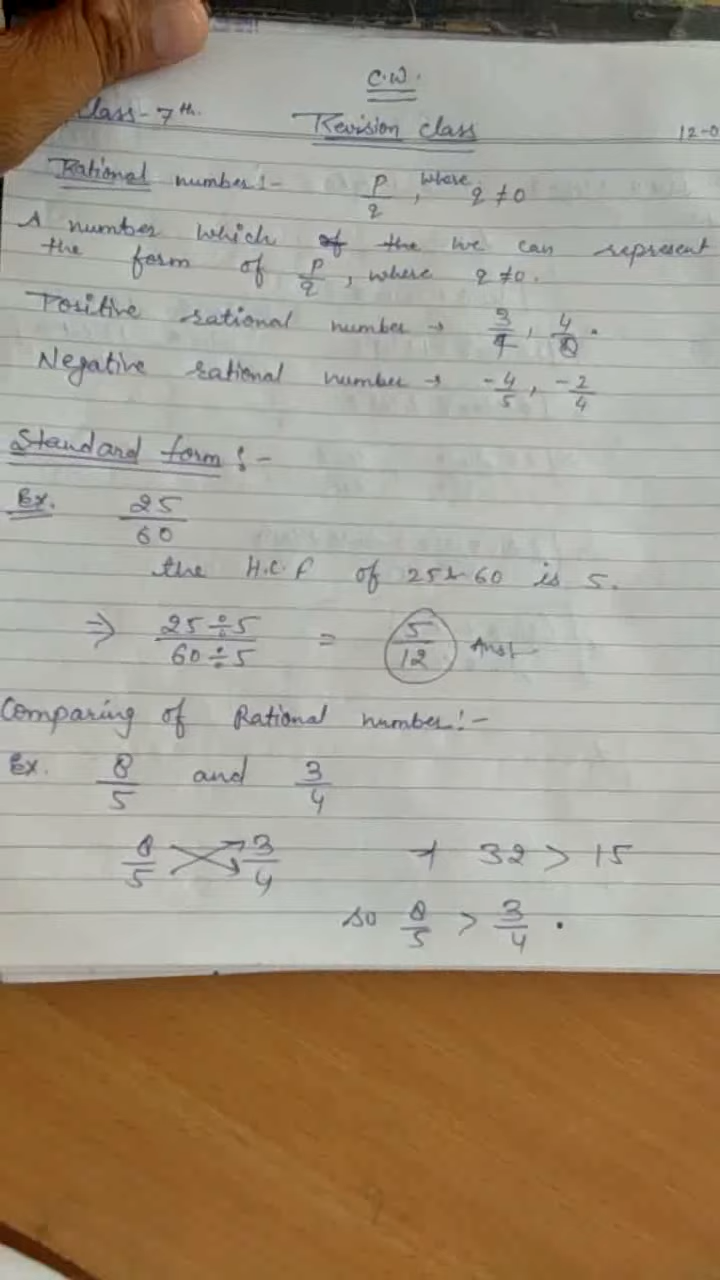 C.W.
Class-7th. Revision class 12-0
Rational number:- p/q, where q ≠ 0
A number which of the we can represent
the form of p/q, where q ≠ 0.
Positive rational number → 3/4, 4/8.
Negative rational number → -4/5, -2/4
Standard form:-
Ex. 25/60
the H.C.F of 25 & 60 is 5.
⇒ 25÷5/60÷5 = 5/12 Ans.
Comparing of Rational number:-
Ex. 8/5 and 3/4
8/5 3/4 → 32 > 15
so 8/5 > 3/4.